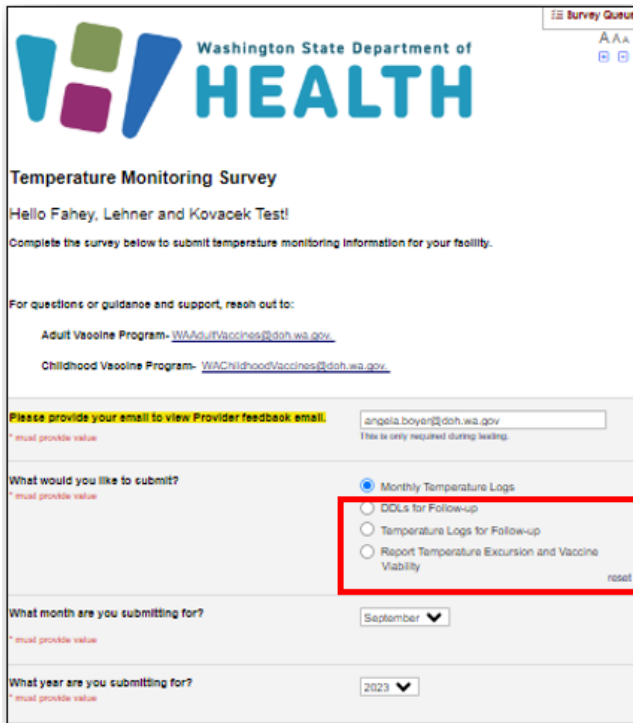 Survey Queue
AAA
Washington State Department of
HEALTH
Temperature Monitoring Survey
Hello Fahey, Lehner and Kovacek Test!
Complete the survey below to submit temperature monitoring information for your facility.
For questions or guidance and support, reach out to:
Adult Vaccine Program- WAAdultVaccines@doh.wa.gov.
Childhood Vaccine Program- WAChildhoodVaccines@doh.wa.gov.
Please provide your email to view Provider feedback email.
* must provide value
angela.boyer@doh.wa.gov
This is only required during testing.
What would you like to submit?
* must provide value
Monthly Temperature Logs
DDLs for Follow-up
Temperature Logs for Follow-up
Report Temperature Excursion and Vaccine
Viability
reset
What month are you submitting for?
* must provide value
September
What year are you submitting for?
* must provide value
2023